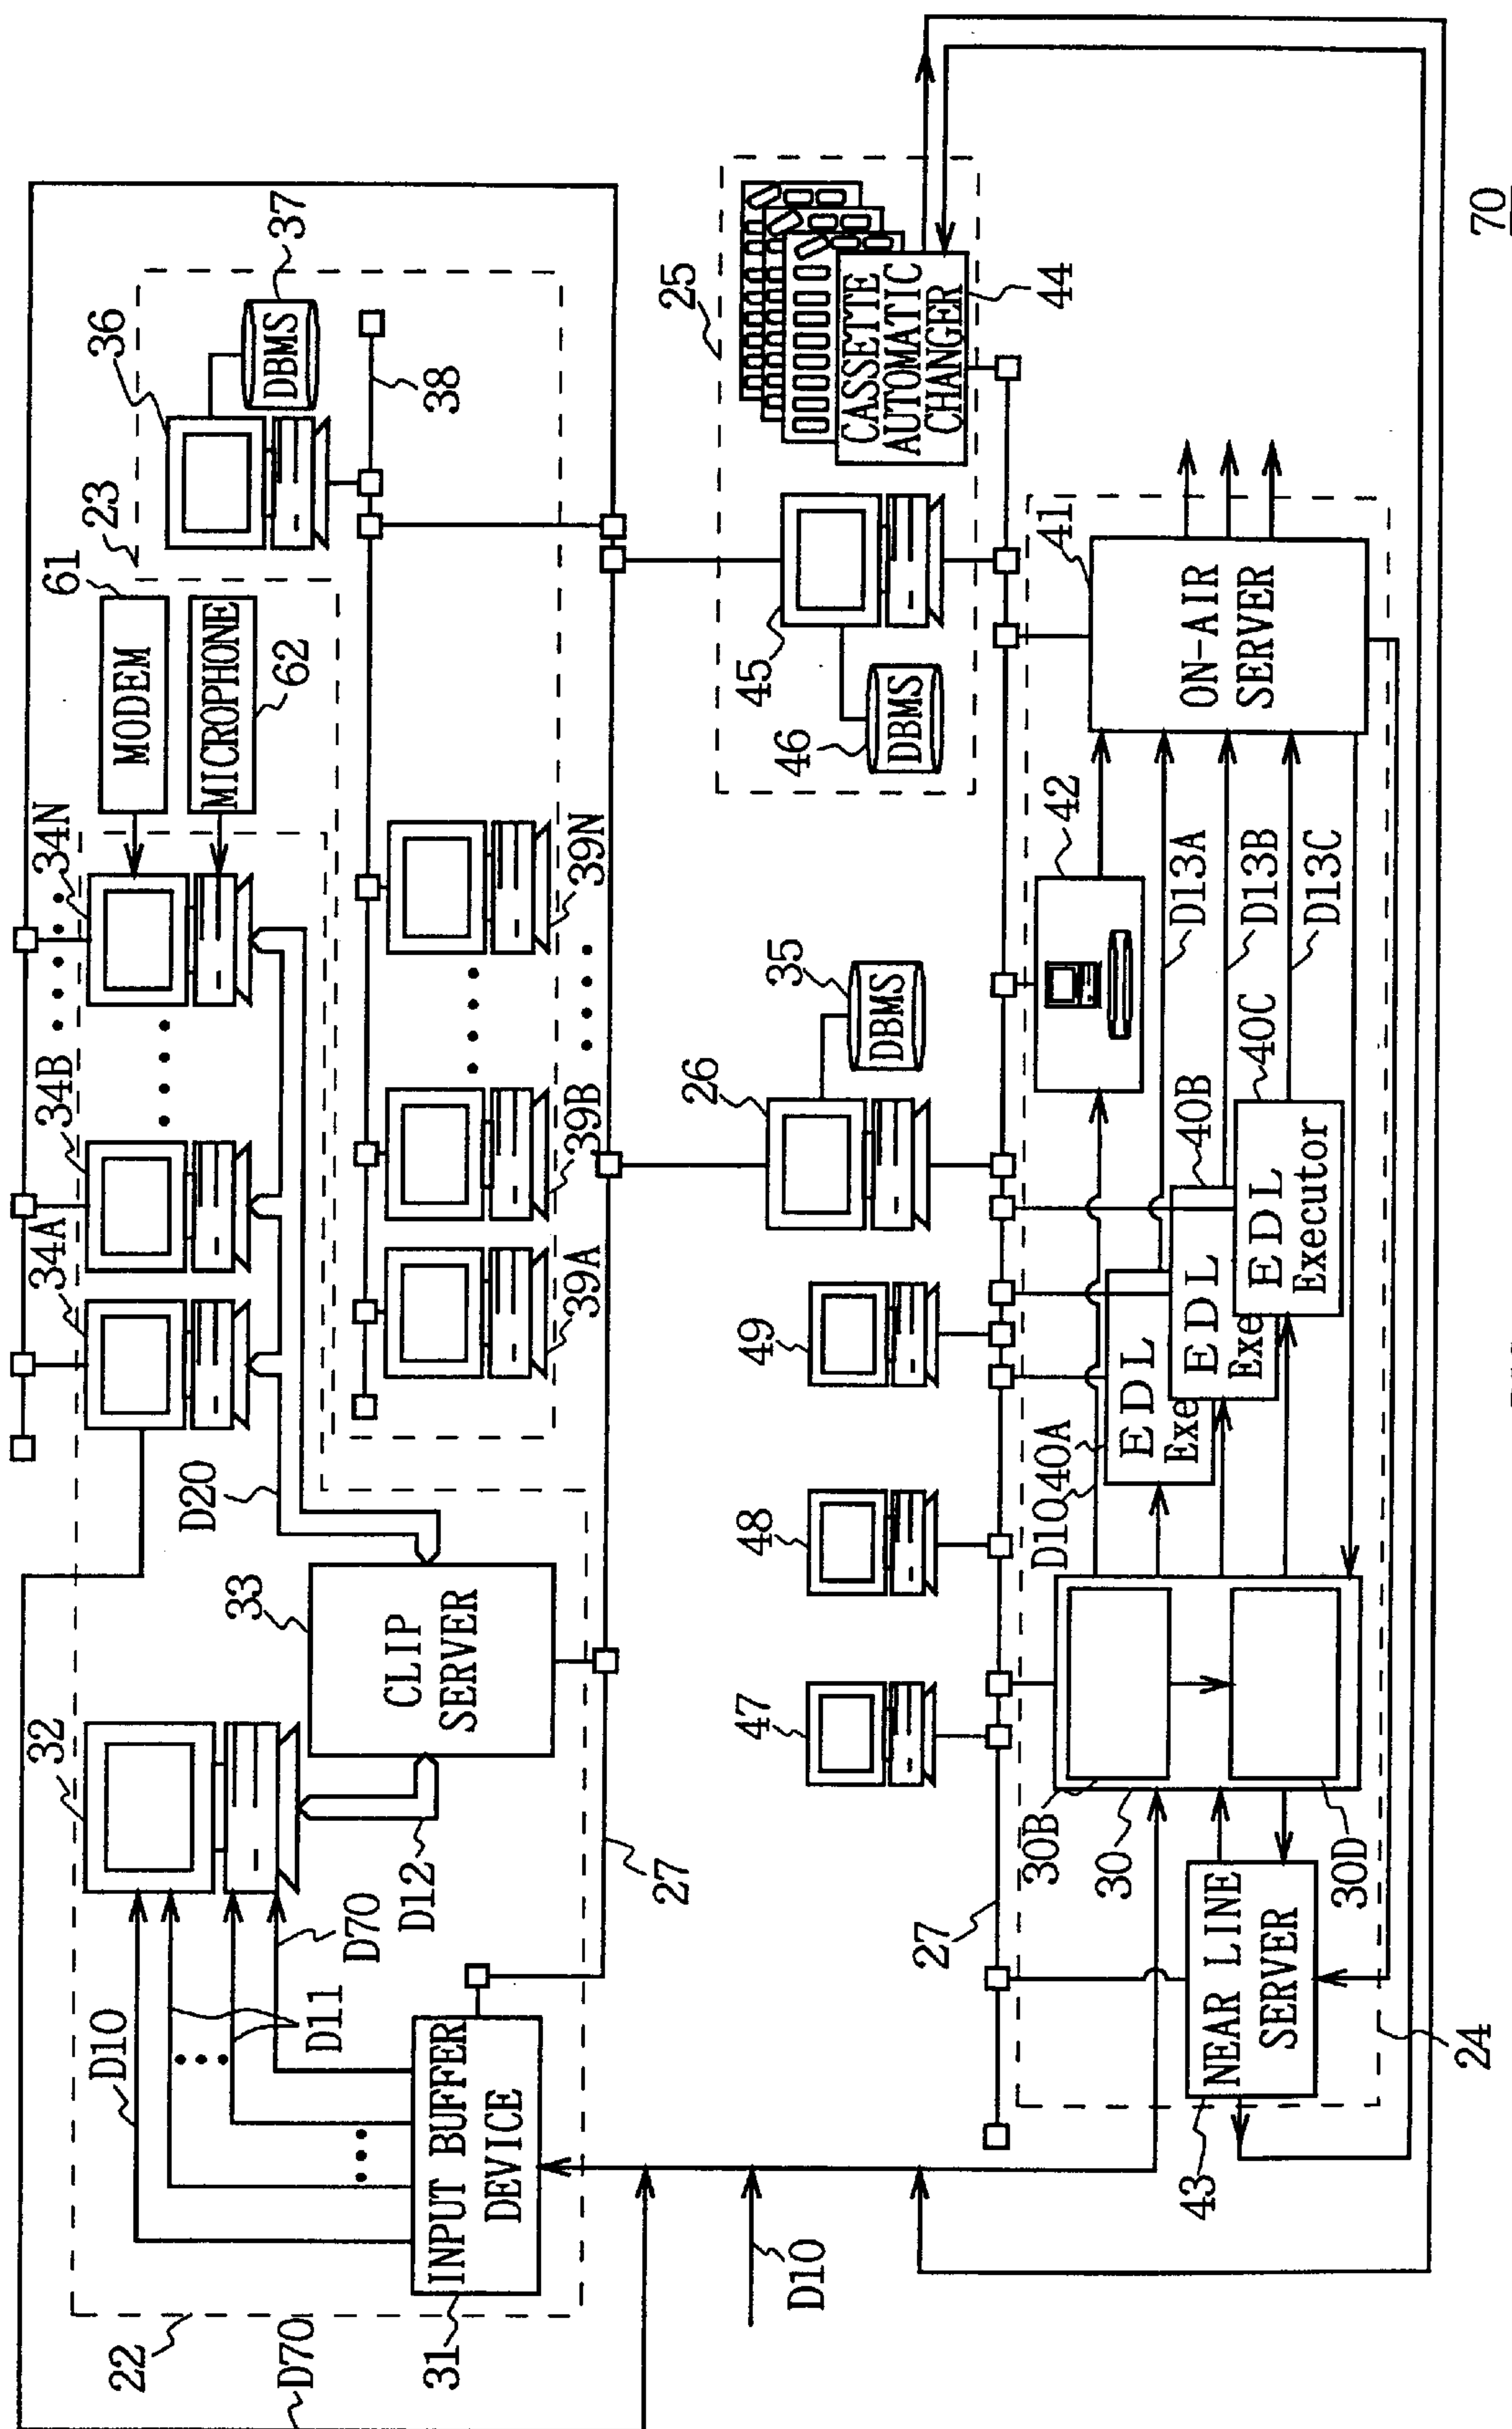 70
36
37
DBMS
38
23
61
MODEM
MICROPHONE
62
34N
34B
34A
39N
39B
39A
D20
33
CLIP
SERVER
32
D12
D70
D11
D10
27
INPUT BUFFER
DEVICE
31
22
D70
D10
25
CASSETTE
AUTOMATIC
CHANGER
44
45
46
DBMS
35
DBMS
26
49
48
47
27
41
ON-AIR
SERVER
42
D13A
D13B
D13C
40C
40B
40A
D10
EDL
Exe
EDL
Exe
EDL
Executor
30B
30
30D
NEAR LINE
SERVER
43
24